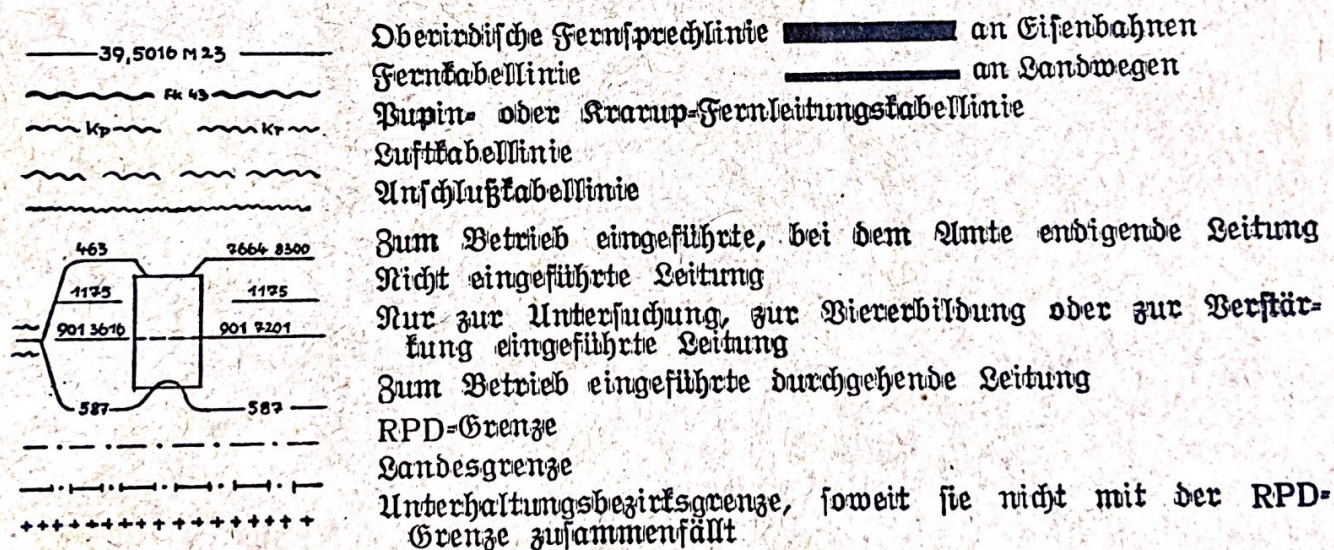 39,5016 M 23 Oberirdische Fernsprechlinie an Eisenbahnen
Fernkabellinie an Landwegen
Fk 43
Pupin= oder Krarup=Fernleitungskabellinie
Kp Kr
Luftkabellinie
Anschlußkabellinie
Zum Betrieb eingeführte, bei dem Amte endigende Leitung
463 7664 8300
Nicht eingeführte Leitung
1175 1175
Nur zur Untersuchung, zur Viererbildung oder zur Verstär=
901 3616 901 7201
kung eingeführte Leitung
Zum Betrieb eingeführte durchgehende Leitung
587 587
RPD=Grenze
Landesgrenze
Unterhaltungsbezirksgrenze, soweit sie nicht mit der RPD=
Grenze zusammenfällt